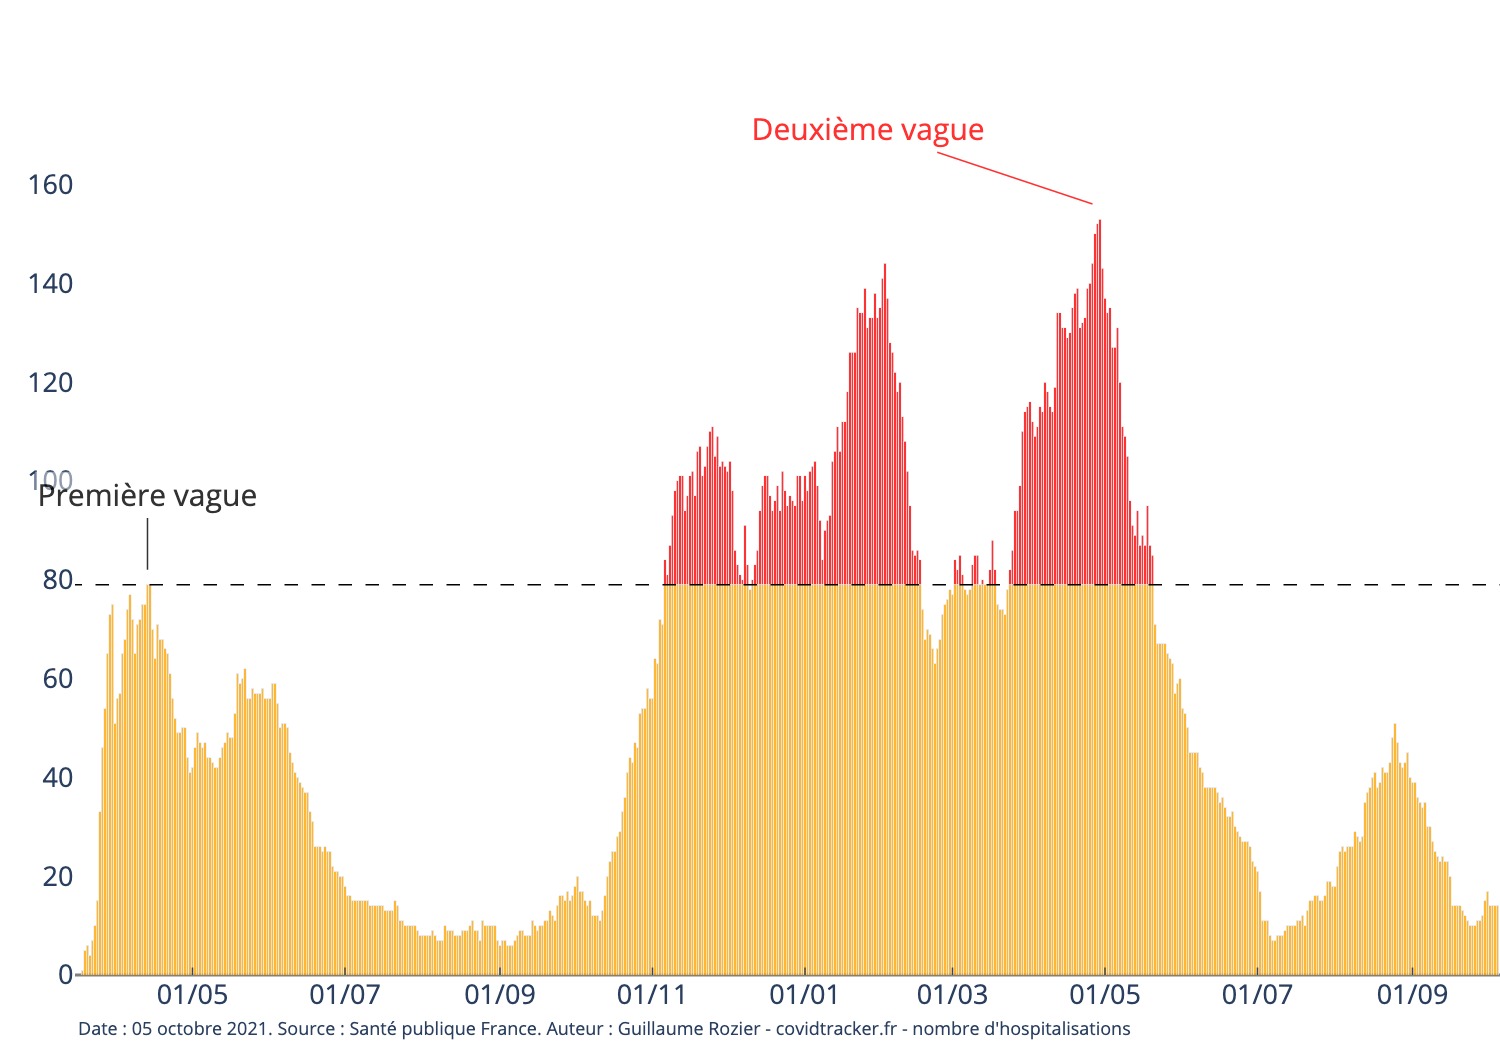 Deuxième vague
160
140
120
100
Première vague
80
60
40
20
0
01/05 01/07 01/09 01/11 01/01 01/03 01/05 01/07 01/09
Date : 05 octobre 2021. Source : Santé publique France. Auteur : Guillaume Rozier - covidtracker.fr - nombre d'hospitalisations